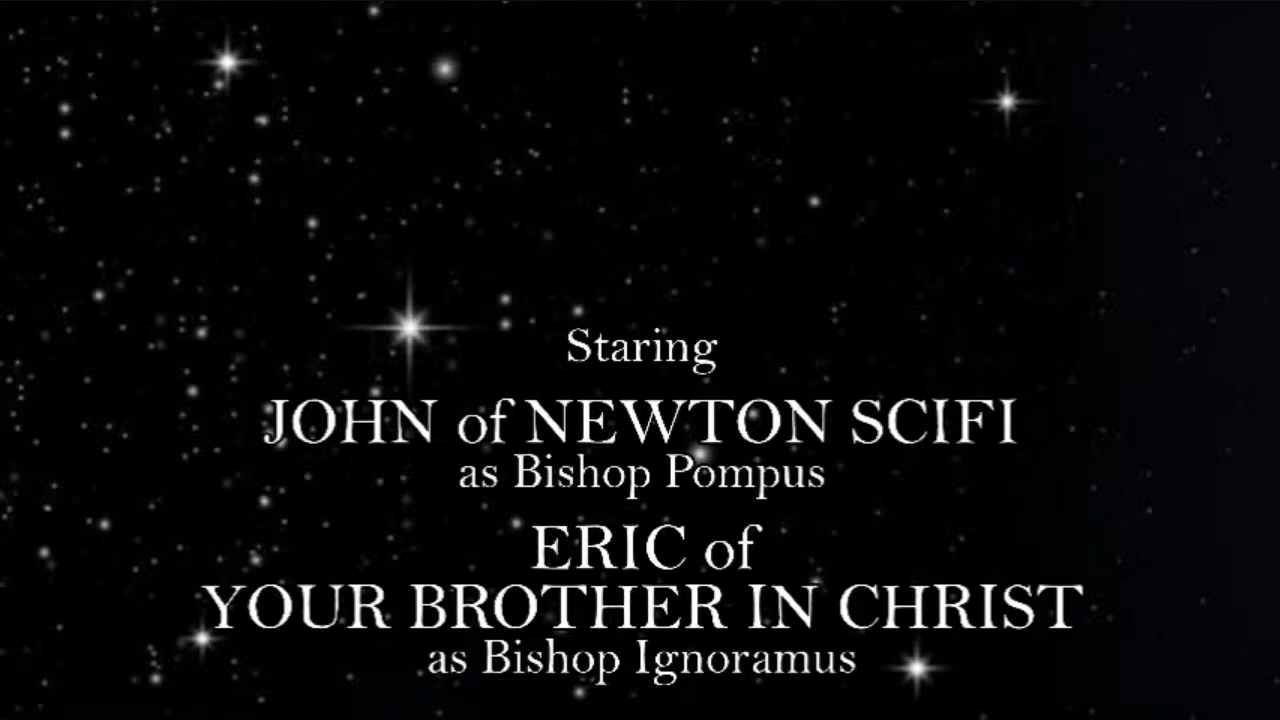 Staring
JOHN of NEWTON SCIFI
as Bishop Pompus
ERIC of
YOUR BROTHER IN CHRIST
as Bishop Ignoramus